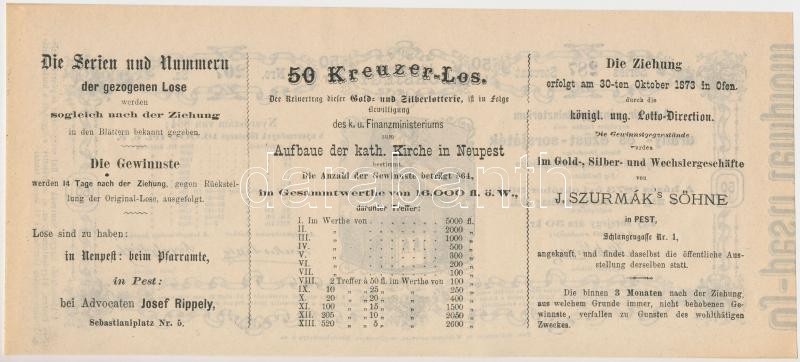 Die Serien und Nummern
der gezogenen Lose
werden
sogleich nach der Ziehung
in den Blättern bekannt gegeben.
Die Gewinnste
werden 14 Tage nach der Ziehung, gegen Rückstel-
lung der Original-Lose, ausgefolgt.
Lose sind zu haben:
in Neupest: beim Pfarramte,
in Pest:
bei Advocaten Josef Rippely,
Sebastianiplatz Nr. 5.
50 Kreuzer-Los.
Der Reinertrag dieser Gold- und Silberlotterie, ist in Folge
Bewilligung
des k. u. Finanzministeriums
zum
Aufbaue der kath. Kirche in Neupest
bestimmt.
Die Anzahl der Gewinnste beträgt 864,
im Gesammtwerthe von 16,000 fl. ö. W.,
darunter Treffer:
I. Im Werthe von . . . . . . . 5000 fl.
II. " " " . . . . . . . 2000 "
III. " " " . . . . . . . 1000 "
IV. " " " . . . . . . . 500 "
V. " " " . . . . . . . 300 "
VI. " " " . . . . . . . 200 "
VII. " " " . . . . . . . 100 "
VIII. 2 Treffer à 50 fl. im Werthe von 100 "
IX. 10 " " 25 " " " " 250 "
X. 20 " " 20 " " " " 400 "
XI. 100 " " 15 " " " " 1500 "
XII. 205 " " 10 " " " " 2050 "
XIII. 520 " " 5 " " " " 2600 "
Die Ziehung
erfolgt am 30-ten Oktober 1873 in Ofen.
durch die
königl. ung. Lotto-Direction.
Die Gewinnstgegenstände
werden
im Gold-, Silber- und Wechslergeschäfte
von
J. SZURMÁK'S SÖHNE
in PEST,
Schlangengasse Nr. 1,
angekauft, und findet daselbst die öffentliche Aus-
stellung derselben statt.
Die binnen 3 Monaten nach der Ziehung,
aus welchem Grunde immer, nicht behobenen Ge-
winnste, verfallen zu Gunsten des wohlthätigen
Zweckes.